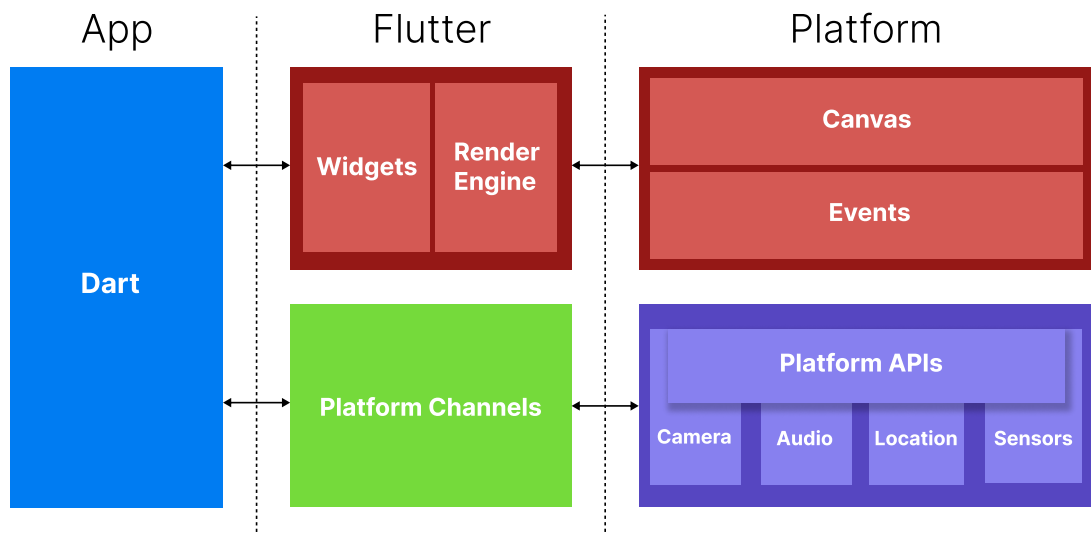 App
Flutter
Platform
Dart
Widgets
Render
Engine
Canvas
Events
Platform Channels
Platform APIs
Camera
Audio
Location
Sensors